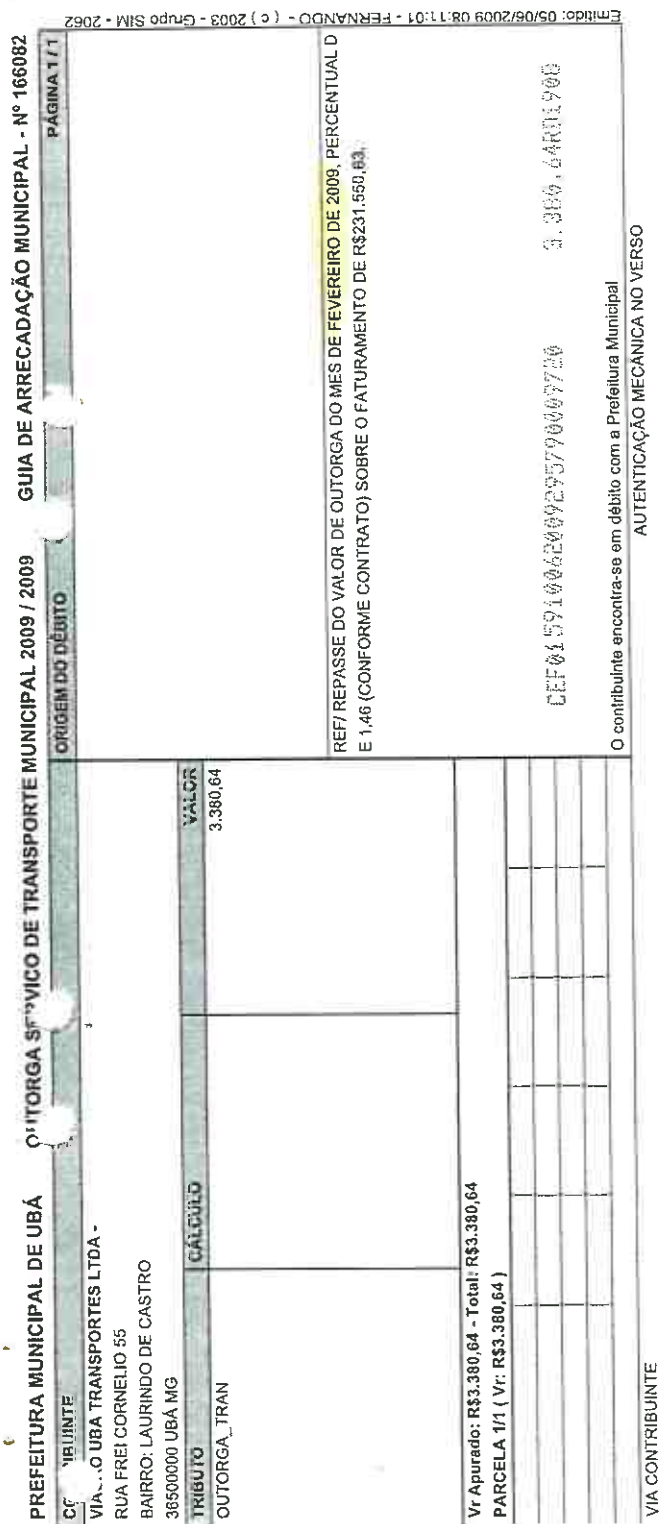 PREFEITURA MUNICIPAL DE UBÁ OUTORGA SERVICO DE TRANSPORTE MUNICIPAL 2009 / 2009 GUIA DE ARRECADAÇÃO MUNICIPAL - Nº 166082
ORIGEM DO DÉBITO PÁGINA 1 / 1
O UBA TRANSPORTES LTDA -
RUA FREI CORNELIO 55
BAIRRO: LAURINDO DE CASTRO
36500000 UBÁ MG
TRIBUTO CÁLCULO VALOR
OUTORGA_TRAN 3.380,64
REF/ REPASSE DO VALOR DE OUTORGA DO MES DE FEVEREIRO DE 2009, PERCENTUAL D
E 1,46 (CONFORME CONTRATO) SOBRE O FATURAMENTO DE R$231.550,63.
Vr Apurado: R$3.380,64 - Total: R$3.380,64
PARCELA 1/1 ( Vr: R$3.380,64 )
O contribuinte encontra-se em débito com a Prefeitura Municipal
AUTENTICAÇÃO MECÂNICA NO VERSO
VIA CONTRIBUINTE
Emitido: 05/06/2009 08:11:01 - FERNANDO - ( c ) 2003 - Grupo SIM - 2062